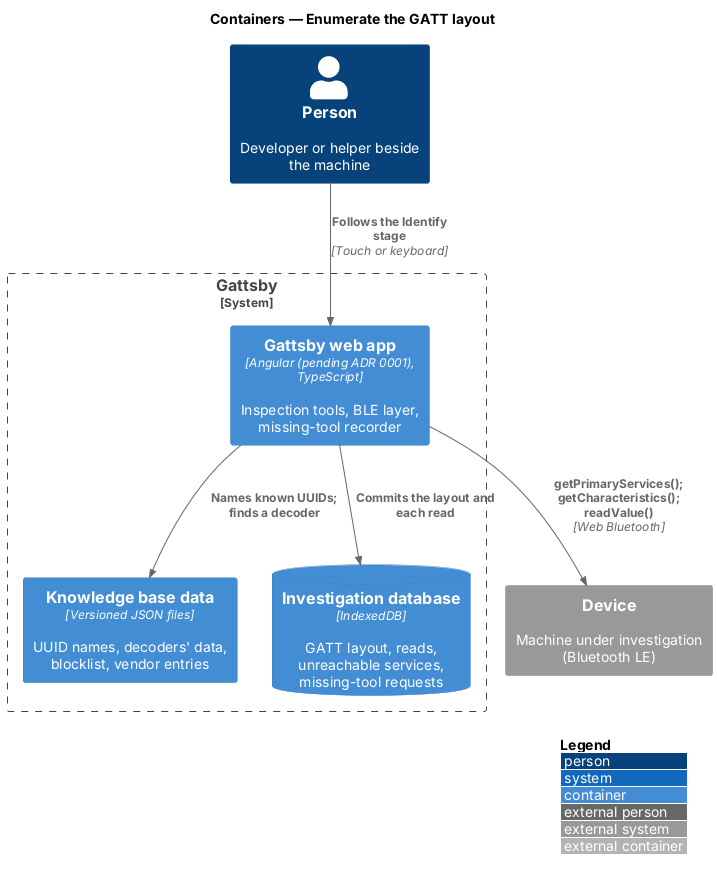 Containers — Enumerate the GATT layout
Person
Developer or helper beside
the machine
Follows the Identify
stage
[Touch or keyboard]
Gattsby
[System]
Gattsby web app
[Angular (pending ADR 0001),
TypeScript]
Inspection tools, BLE layer,
missing-tool recorder
Names known UUIDs;
finds a decoder
Commits the layout and
each read
getPrimaryServices();
getCharacteristics();
readValue()
[Web Bluetooth]
Knowledge base data
[Versioned JSON files]
UUID names, decoders' data,
blocklist, vendor entries
Investigation database
[IndexedDB]
GATT layout, reads,
unreachable services,
missing-tool requests
Device
Machine under investigation
(Bluetooth LE)
Legend
person
system
container
external person
external system
external container